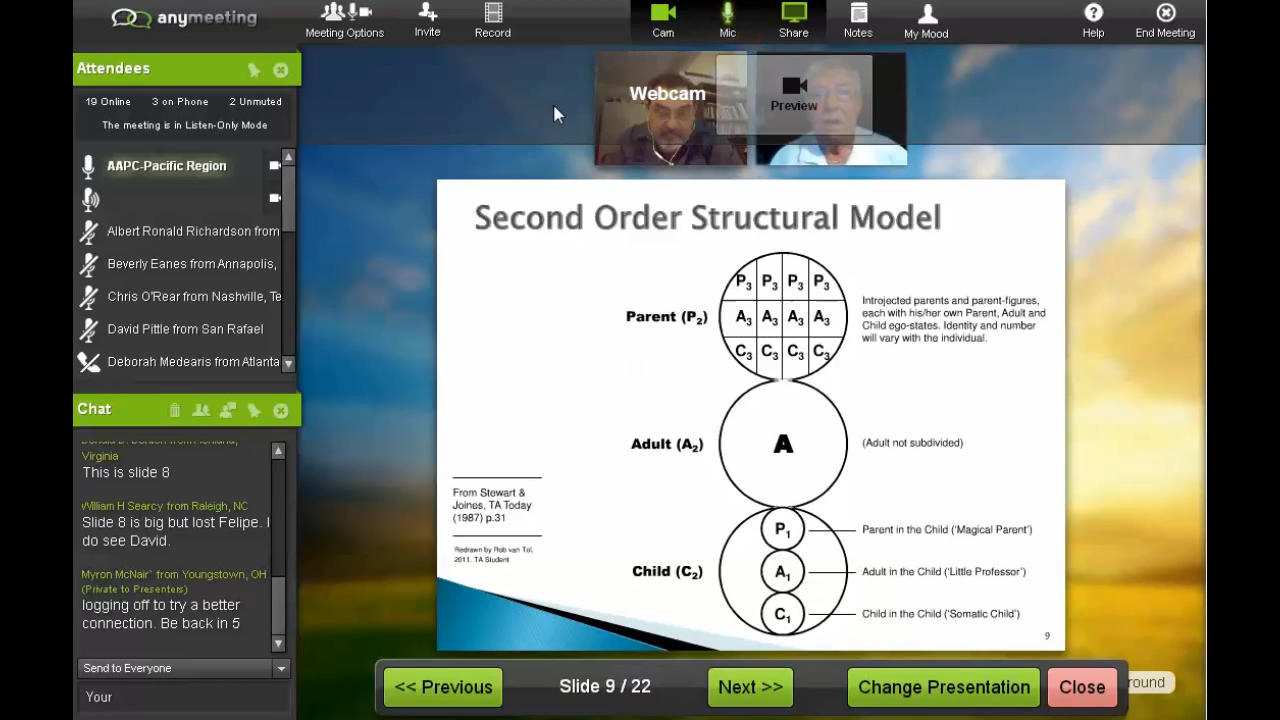 anymeeting
Meeting Options
Invite
Record
Cam
Mic
Share
Notes
My Mood
Help
End Meeting
Attendees
19 Online 3 on Phone 2 Unmuted
The meeting is in Listen-Only Mode
AAPC-Pacific Region
Albert Ronald Richardson from
Beverly Eanes from Annapolis,
Chris O'Rear from Nashville, Te
David Pittle from San Rafael
Deborah Medearis from Atlanta
Chat
Virginia
This is slide 8
William H Searcy from Raleigh, NC
Slide 8 is big but lost Felipe. I
do see David.
Myron McNair` from Youngstown, OH
(Private to Presenters)
logging off to try a better
connection. Be back in 5
Send to Everyone
Your
Webcam
Preview
Second Order Structural Model
Parent (P2)
P3 P3 P3 P3
A3 A3 A3 A3
C3 C3 C3 C3
Introjected parents and parent-figures,
each with his/her own Parent, Adult and
Child ego-states. Identity and number
will vary with the individual.
Adult (A2)
A
(Adult not subdivided)
From Stewart &
Joines, TA Today
(1987) p.31
Redrawn by Rob van Tol,
2011. TA Student
Child (C2)
P1
Parent in the Child ('Magical Parent')
A1
Adult in the Child ('Little Professor')
C1
Child in the Child ('Somatic Child')
9
<< Previous
Slide 9 / 22
Next >>
Change Presentation
Close
round